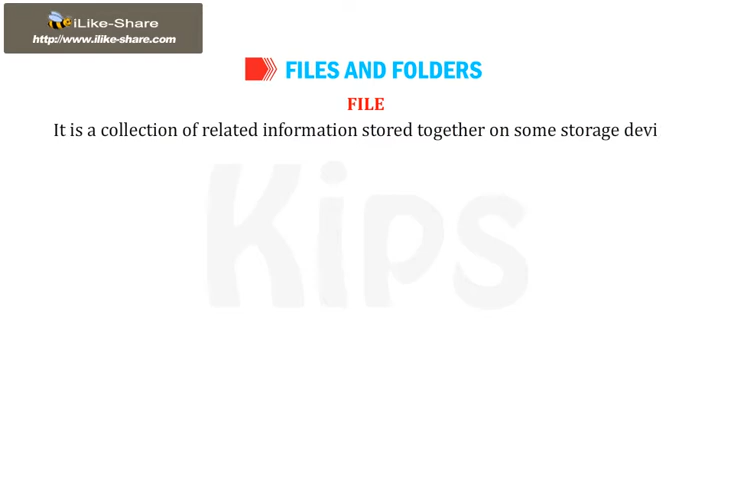 iLike-Share
http://www.ilike-share.com
FILES AND FOLDERS
FILE
It is a collection of related information stored together on some storage devi
Kips